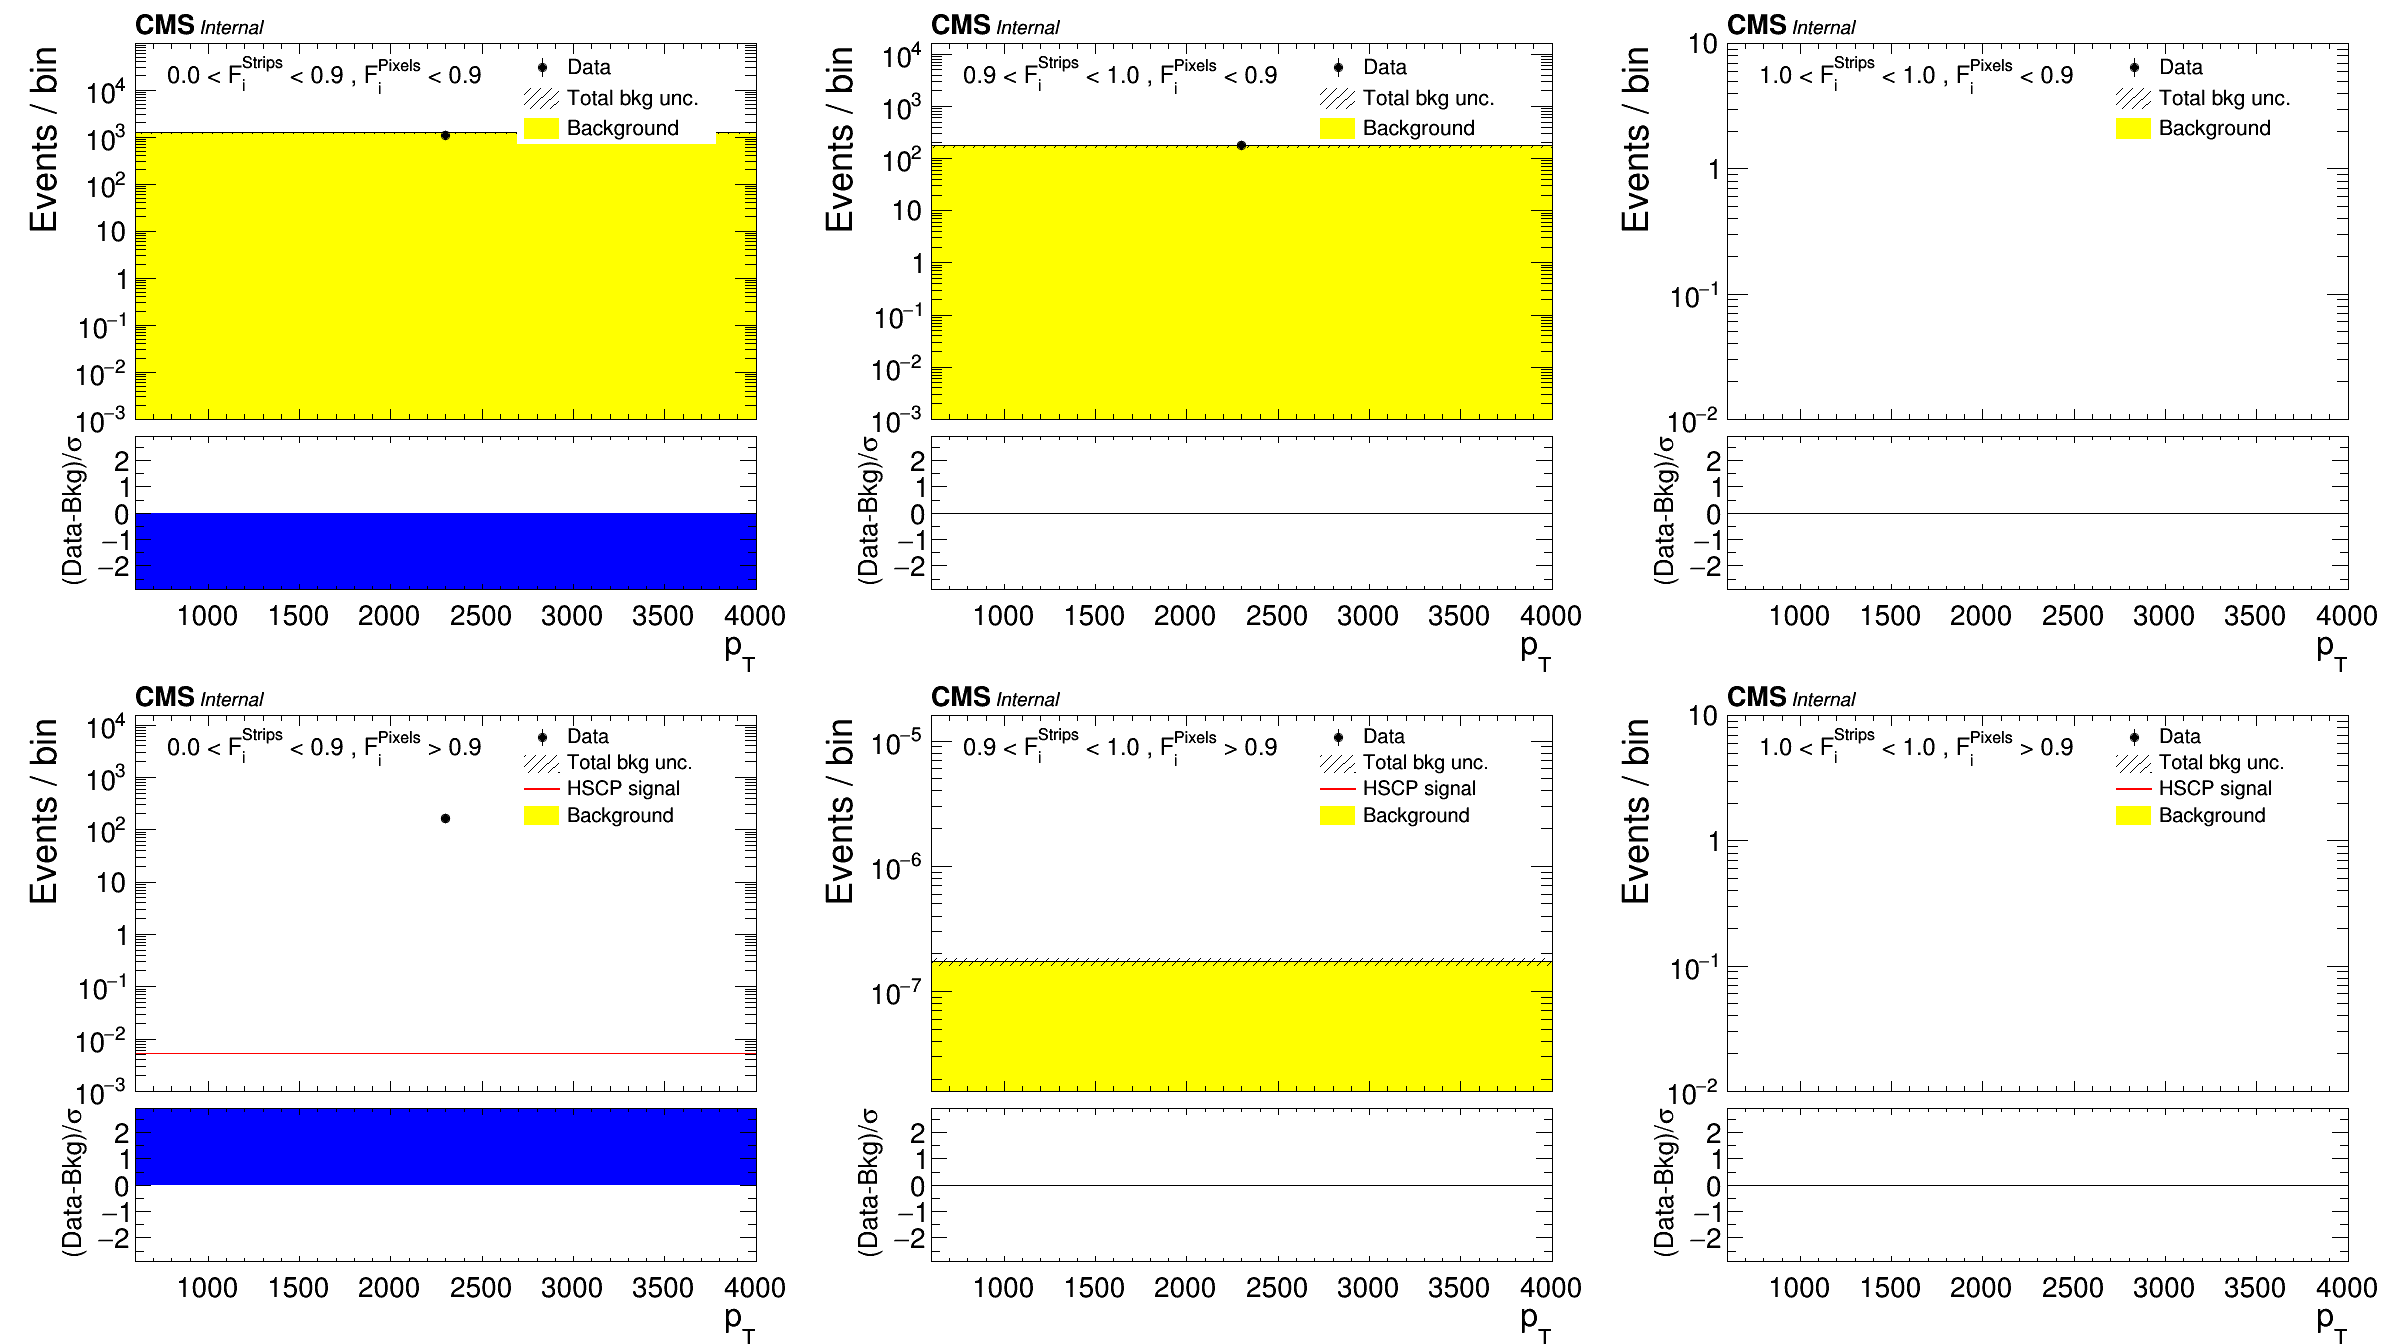 CMS Internal
0.0 < F_i^Strips < 0.9 , F_i^Pixels < 0.9
Data
Total bkg unc.
Background
Events / bin
10^4
10^3
10^2
10
1
10^−1
10^−2
10^−3
(Data-Bkg)/σ
2
1
0
−1
−2
1000 1500 2000 2500 3000 3500 4000
p_T
CMS Internal
0.9 < F_i^Strips < 1.0 , F_i^Pixels < 0.9
Data
Total bkg unc.
Background
Events / bin
10^4
10^3
10^2
10
1
10^−1
10^−2
10^−3
(Data-Bkg)/σ
2
1
0
−1
−2
1000 1500 2000 2500 3000 3500 4000
p_T
CMS Internal
1.0 < F_i^Strips < 1.0 , F_i^Pixels < 0.9
Data
Total bkg unc.
Background
Events / bin
10
1
10^−1
10^−2
(Data-Bkg)/σ
2
1
0
−1
−2
1000 1500 2000 2500 3000 3500 4000
p_T
CMS Internal
0.0 < F_i^Strips < 0.9 , F_i^Pixels > 0.9
Data
Total bkg unc.
HSCP signal
Background
Events / bin
10^4
10^3
10^2
10
1
10^−1
10^−2
10^−3
(Data-Bkg)/σ
2
1
0
−1
−2
1000 1500 2000 2500 3000 3500 4000
p_T
CMS Internal
0.9 < F_i^Strips < 1.0 , F_i^Pixels > 0.9
Data
Total bkg unc.
HSCP signal
Background
Events / bin
10^−5
10^−6
10^−7
(Data-Bkg)/σ
2
1
0
−1
−2
1000 1500 2000 2500 3000 3500 4000
p_T
CMS Internal
1.0 < F_i^Strips < 1.0 , F_i^Pixels > 0.9
Data
Total bkg unc.
HSCP signal
Background
Events / bin
10
1
10^−1
10^−2
(Data-Bkg)/σ
2
1
0
−1
−2
1000 1500 2000 2500 3000 3500 4000
p_T